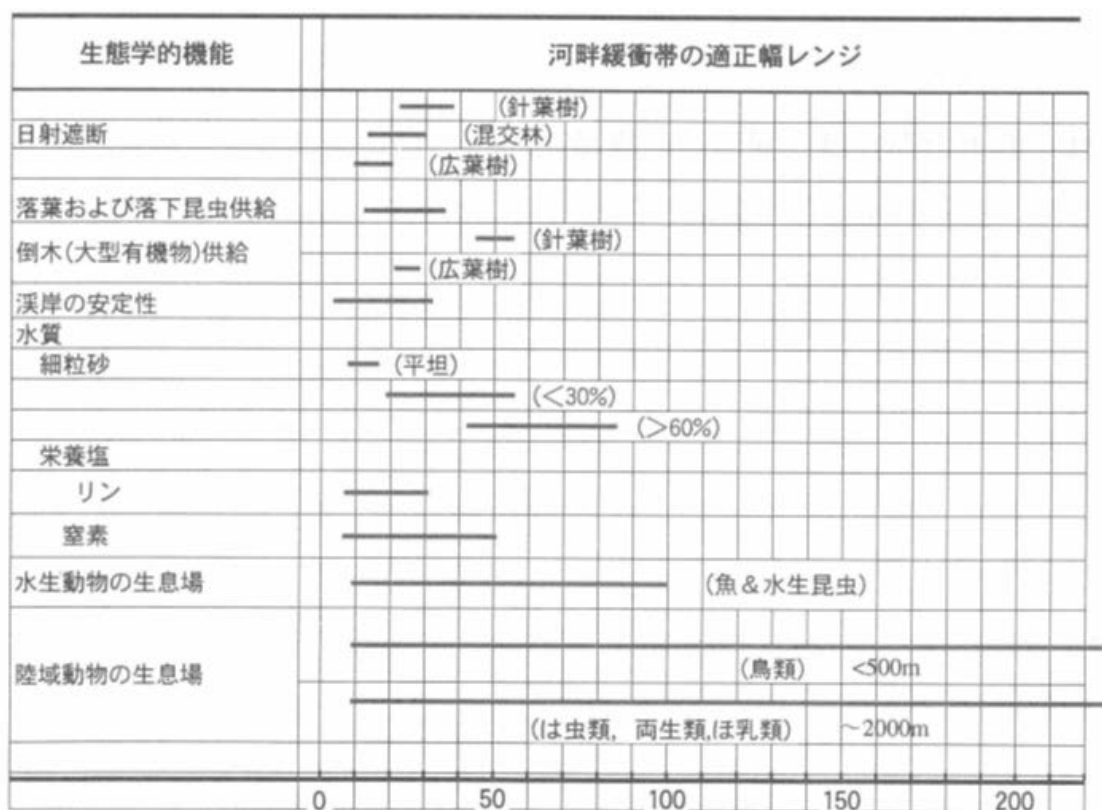 生態学的機能 河畔緩衝帯の適正幅レンジ
(針葉樹)
日射遮断 (混交林)
(広葉樹)
落葉および落下昆虫供給
(針葉樹)
倒木(大型有機物)供給
(広葉樹)
渓岸の安定性
水質
細粒砂 (平坦)
(<30%)
(>60%)
栄養塩
リン
窒素
水生動物の生息場 (魚&水生昆虫)
陸域動物の生息場
(鳥類) <500m
(は虫類,両生類,ほ乳類) ~2000m
0 50 100 150 200